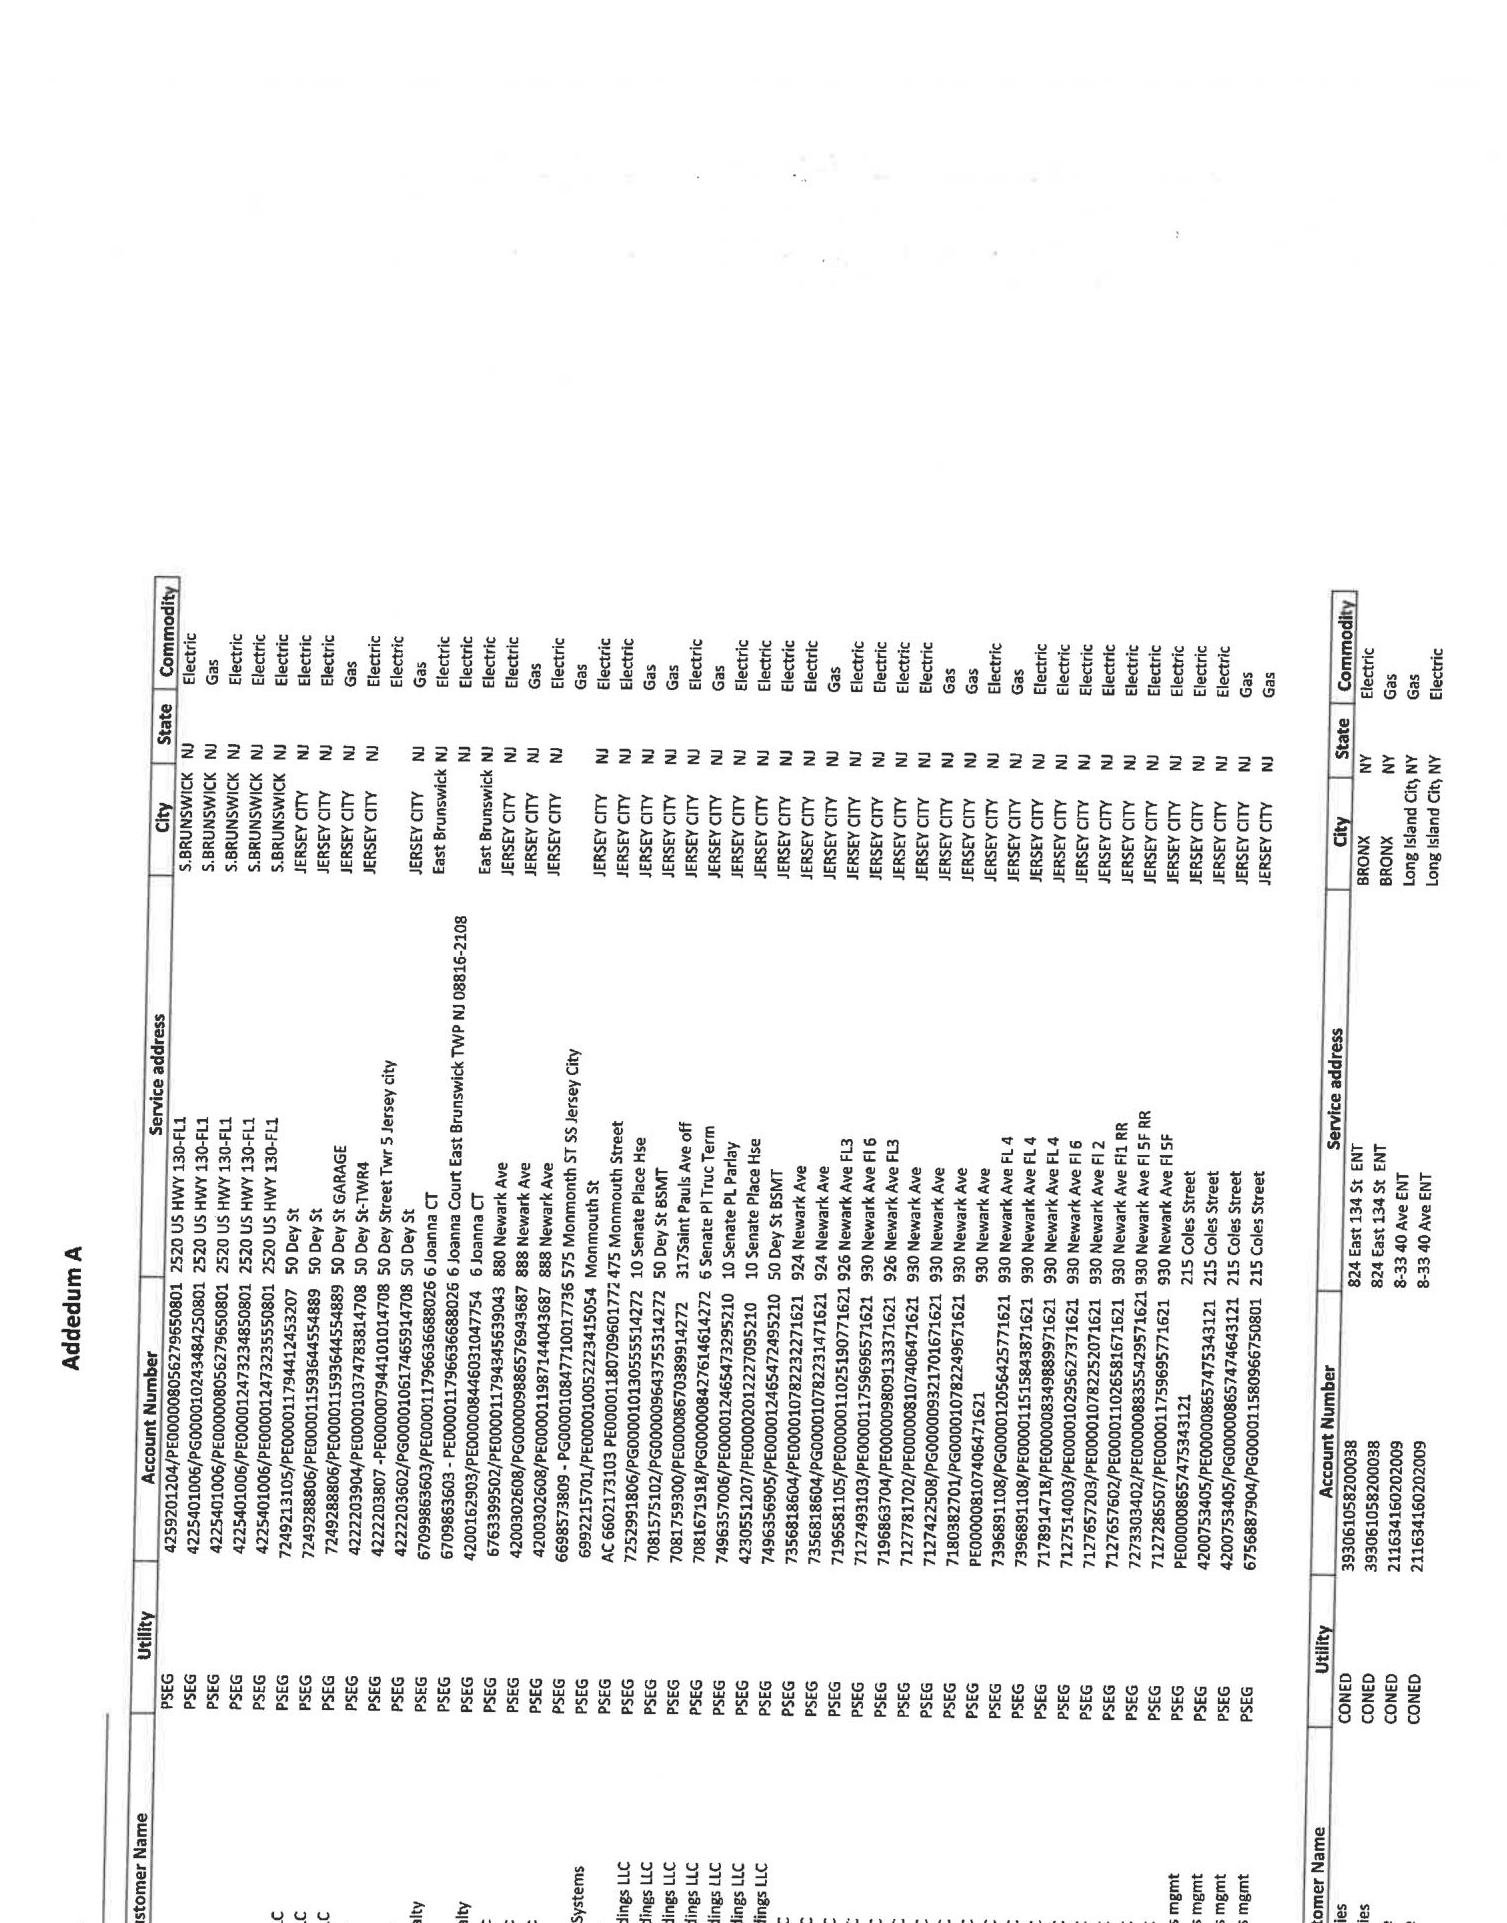 Addedum A
stomer Name Utility Account Number Service address City State Commodity
PSEG 4259201204/PE000008056279650801 2520 US HWY 130-FL1 S.BRUNSWICK NJ Electric
PSEG 4225401006/PG000010243484250801 2520 US HWY 130-FL1 S.BRUNSWICK NJ Gas
PSEG 4225401006/PE000008056279650801 2520 US HWY 130-FL1 S.BRUNSWICK NJ Electric
PSEG 4225401006/PE000012473234850801 2520 US HWY 130-FL1 S.BRUNSWICK NJ Electric
PSEG 4225401006/PE000012473235550801 2520 US HWY 130-FL1 S.BRUNSWICK NJ Electric
.C PSEG 7249213105/PE000011794412453207 50 Dey St JERSEY CITY NJ Electric
.C PSEG 7249288806/PE000011593644554889 50 Dey St JERSEY CITY NJ Electric
.C PSEG 7249288806/PE000011593644554889 50 Dey St GARAGE JERSEY CITY NJ Gas
PSEG 4222203904/PE000010374783814708 50 Dey St-TWR4 JERSEY CITY NJ Electric
PSEG 4222203807 -PE000007944101014708 50 Dey Street Twr 5 Jersey city Electric
PSEG 4222203602/PG000010617465914708 50 Dey St JERSEY CITY NJ Gas
alty PSEG 6709863603/PE000011796636688026 6 Joanna CT East Brunswick NJ Electric
PSEG 6709863603 - PE000011796636688026 6 Joanna Court East Brunswick TWP NJ 08816-2108 NJ Electric
alty PSEG 4200162903/PE000008446031047754 6 Joanna CT East Brunswick NJ Electric
PSEG 6763399502/PE000011794345639043 880 Newark Ave JERSEY CITY NJ Electric
PSEG 4200302608/PG000009886576943687 888 Newark Ave JERSEY CITY NJ Gas
PSEG 4200302608/PE000011987144043687 888 Newark Ave JERSEY CITY NJ Electric
PSEG 6698573809 - PG000010847710017736 575 Monmonth ST SS Jersey City Gas
Systems PSEG 6992215701/PE000010052223415054 Monmouth St JERSEY CITY NJ Electric
PSEG AC 6602173103 PE00001180709601772 475 Monmouth Street JERSEY CITY NJ Electric
dings LLC PSEG 7252991806/PG000010130555514272 10 Senate Place Hse JERSEY CITY NJ Gas
dings LLC PSEG 7081575102/PG000009643755314272 50 Dey St BSMT JERSEY CITY NJ Gas
dings LLC PSEG 7081759300/PE000008670389914272 317Saint Pauls Ave off JERSEY CITY NJ Electric
dings LLC PSEG 7081671918/PG000008427614614272 6 Senate Pl Truc Term JERSEY CITY NJ Gas
dings LLC PSEG 7496357006/PE000012465473295210 10 Senate PL Parlay JERSEY CITY NJ Electric
dings LLC PSEG 4230551207/PE000020122270952​10 10 Senate Place Hse JERSEY CITY NJ Electric
dings LLC PSEG 7496356905/PE000012465472495210 50 Dey St BSMT JERSEY CITY NJ Electric
PSEG 7356818604/PE000010782232271621 924 Newark Ave JERSEY CITY NJ Electric
PSEG 7356818604/PG000010782231471621 924 Newark Ave JERSEY CITY NJ Gas
PSEG 7196581105/PE000011025190771621 926 Newark Ave FL3 JERSEY CITY NJ Electric
PSEG 7127493103/PE000011759696571621 930 Newark Ave Fl 6 JERSEY CITY NJ Electric
PSEG 7196863704/PE000009809133371621 926 Newark Ave FL3 JERSEY CITY NJ Electric
PSEG 7127781702/PE000008107406471621 930 Newark Ave JERSEY CITY NJ Electric
PSEG 7127422508/PG000009321701671621 930 Newark Ave JERSEY CITY NJ Gas
PSEG 7180382701/PG000010782249671621 930 Newark Ave JERSEY CITY NJ Gas
PSEG PE000008107406471621 930 Newark Ave JERSEY CITY NJ Electric
PSEG 7396891108/PG000012056425771621 930 Newark Ave FL 4 JERSEY CITY NJ Gas
PSEG 7396891108/PE000011515843871621 930 Newark Ave FL 4 JERSEY CITY NJ Electric
PSEG 7178914718/PE000008349889971621 930 Newark Ave FL 4 JERSEY CITY NJ Electric
PSEG 7127514003/PE000010295627371621 930 Newark Ave Fl 6 JERSEY CITY NJ Electric
PSEG 7127657203/PE000010782252071621 930 Newark Ave Fl 2 JERSEY CITY NJ Electric
PSEG 7127657602/PE000011026581671621 930 Newark Ave Fl1 RR JERSEY CITY NJ Electric
PSEG 7273303402/PE000008835542957​1621 930 Newark Ave Fl 5F RR JERSEY CITY NJ Electric
PSEG 7127286507/PE00001175969577​1621 930 Newark Ave Fl 5F JERSEY CITY NJ Electric
s mgmt PSEG PE000008657475343121 215 Coles Street JERSEY CITY NJ Electric
s mgmt PSEG 4200753405/PE000008657475343121 215 Coles Street JERSEY CITY NJ Electric
s mgmt PSEG 4200753405/PG000008657474643121 215 Coles Street JERSEY CITY NJ Gas
s mgmt PSEG 6756887904/PG000011580966750801 215 Coles Street JERSEY CITY NJ Gas
tomer Name Utility Account Number Service address City State Commodity
ies CONED 393061058200038 824 East 134 St ENT BRONX NY Electric
ies CONED 393061058200038 824 East 134 St ENT BRONX NY Gas
CONED 211634160202009 8-33 40 Ave ENT Long Island City, NY Gas
CONED 211634160202009 8-33 40 Ave ENT Long Island City, NY Electric